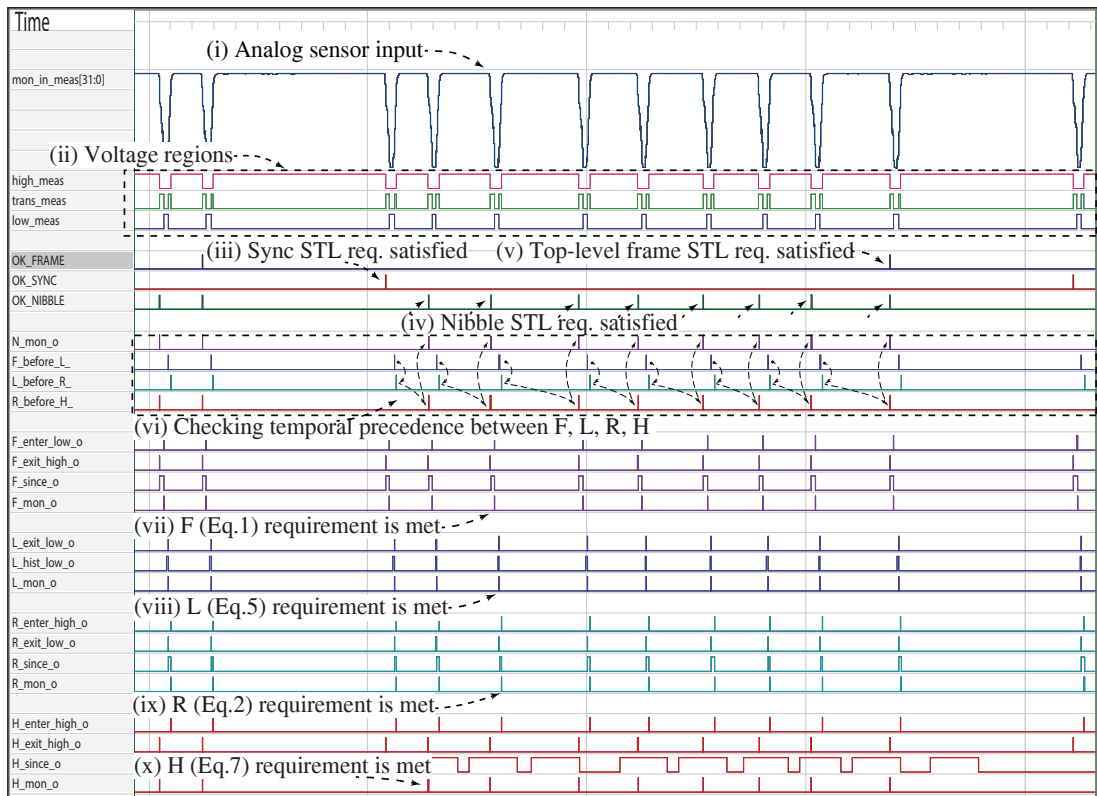 Time
(i) Analog sensor input
mon_in_meas[31:0]
(ii) Voltage regions
high_meas
trans_meas
low_meas
(iii) Sync STL req. satisfied
(v) Top-level frame STL req. satisfied
OK_FRAME
OK_SYNC
OK_NIBBLE
(iv) Nibble STL req. satisfied
N_mon_o
F_before_L_
L_before_R_
R_before_H_
(vi) Checking temporal precedence between F, L, R, H
F_enter_low_o
F_exit_high_o
F_since_o
F_mon_o
(vii) F (Eq.1) requirement is met
L_exit_low_o
L_hist_low_o
L_mon_o
(viii) L (Eq.5) requirement is met
R_enter_high_o
R_exit_low_o
R_since_o
R_mon_o
(ix) R (Eq.2) requirement is met
H_enter_high_o
H_exit_high_o
H_since_o
(x) H (Eq.7) requirement is met
H_mon_o